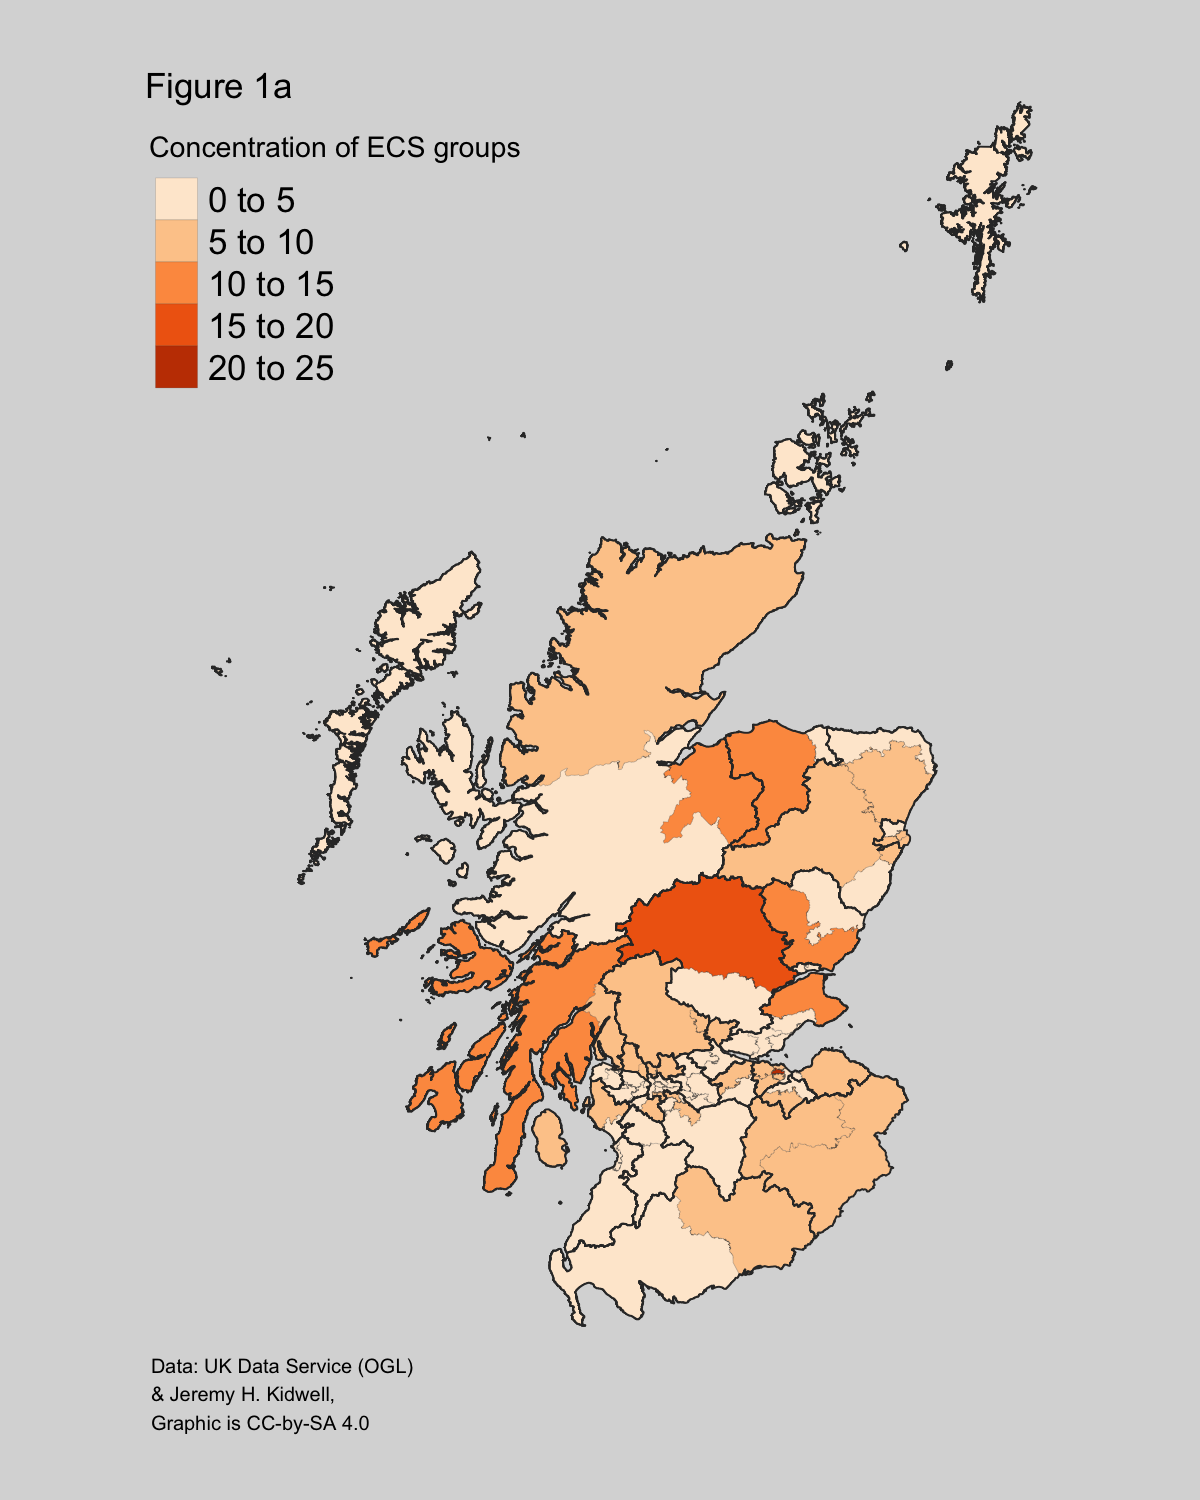 Figure 1a
Concentration of ECS groups
0 to 5
5 to 10
10 to 15
15 to 20
20 to 25
Data: UK Data Service (OGL)
& Jeremy H. Kidwell,
Graphic is CC-by-SA 4.0